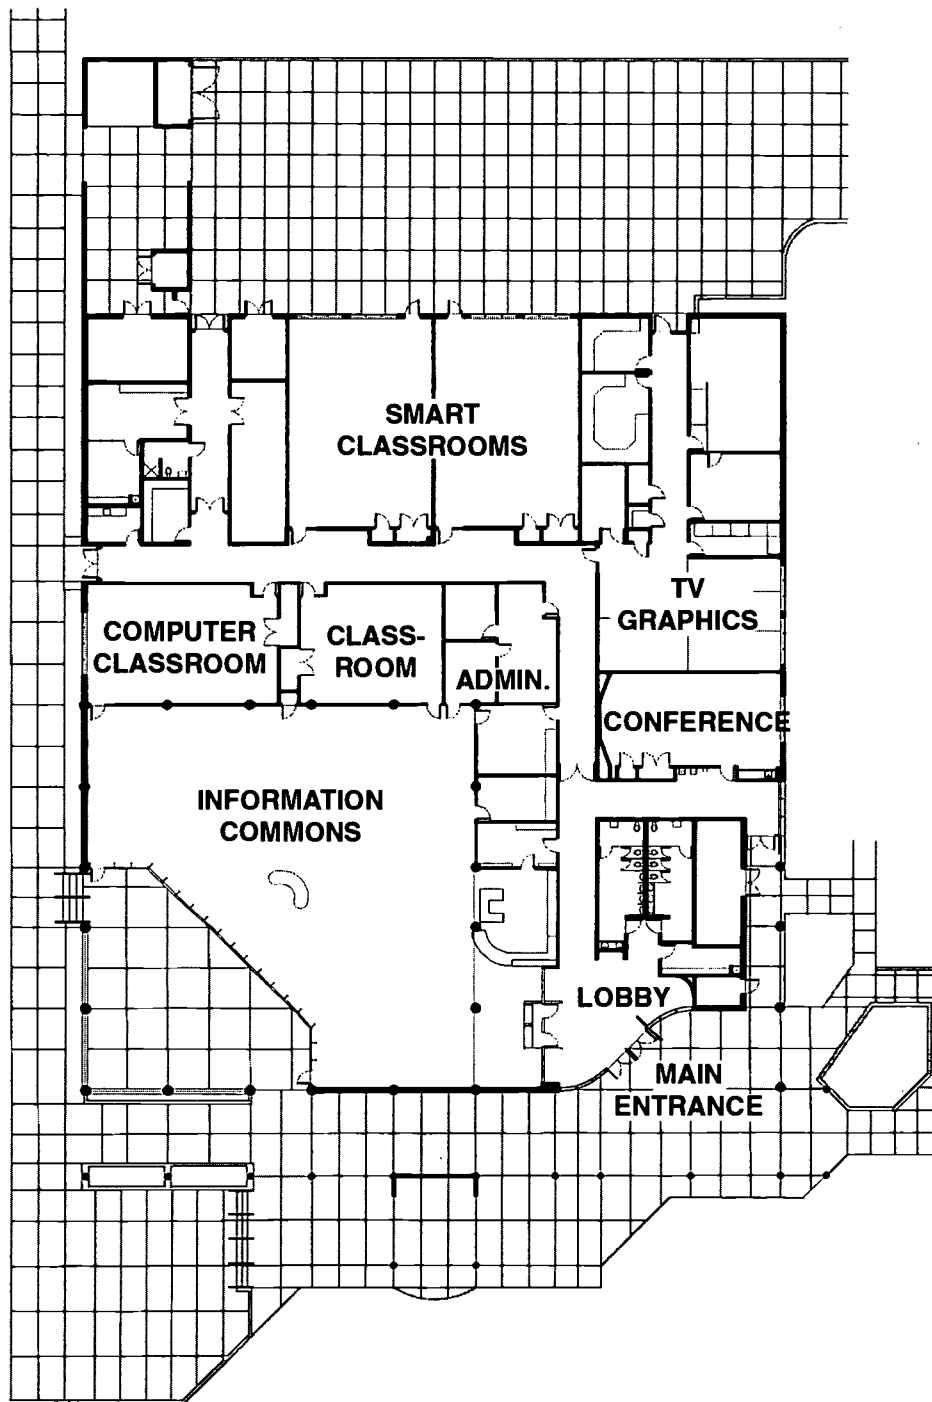 SMART
CLASSROOMS
TV
GRAPHICS
COMPUTER
CLASSROOM
CLASS-
ROOM
ADMIN.
CONFERENCE
INFORMATION
COMMONS
LOBBY
MAIN
ENTRANCE